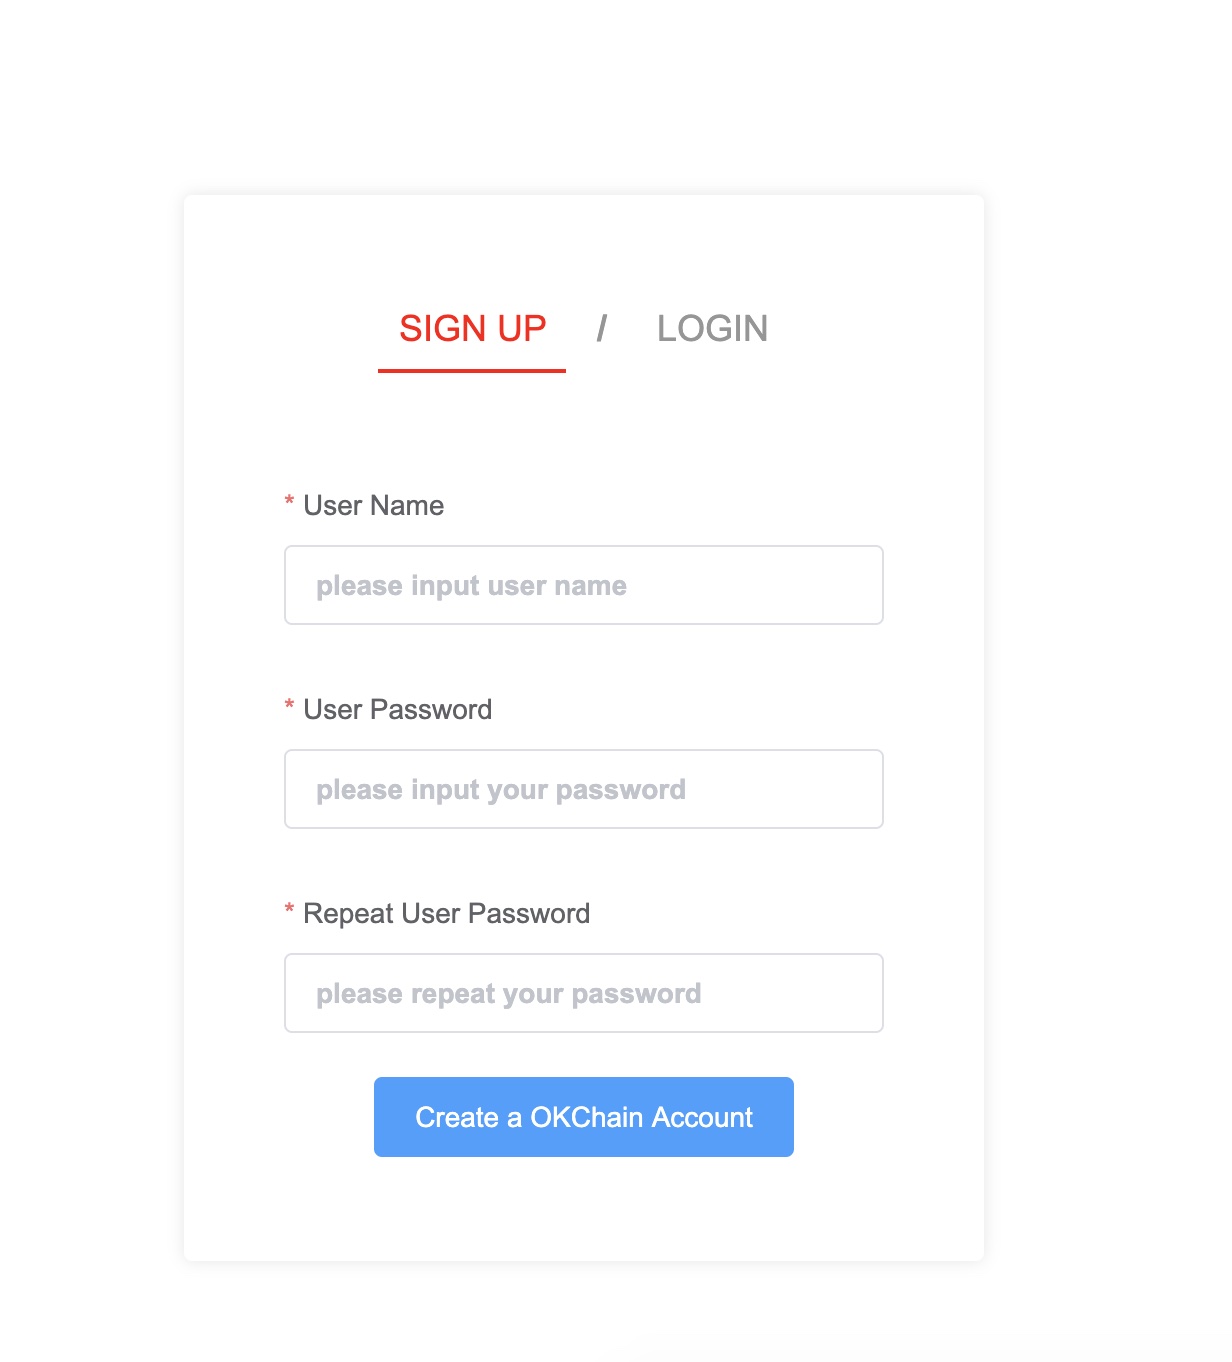 SIGN UP / LOGIN
* User Name
please input user name
* User Password
please input your password
* Repeat User Password
please repeat your password
Create a OKChain Account